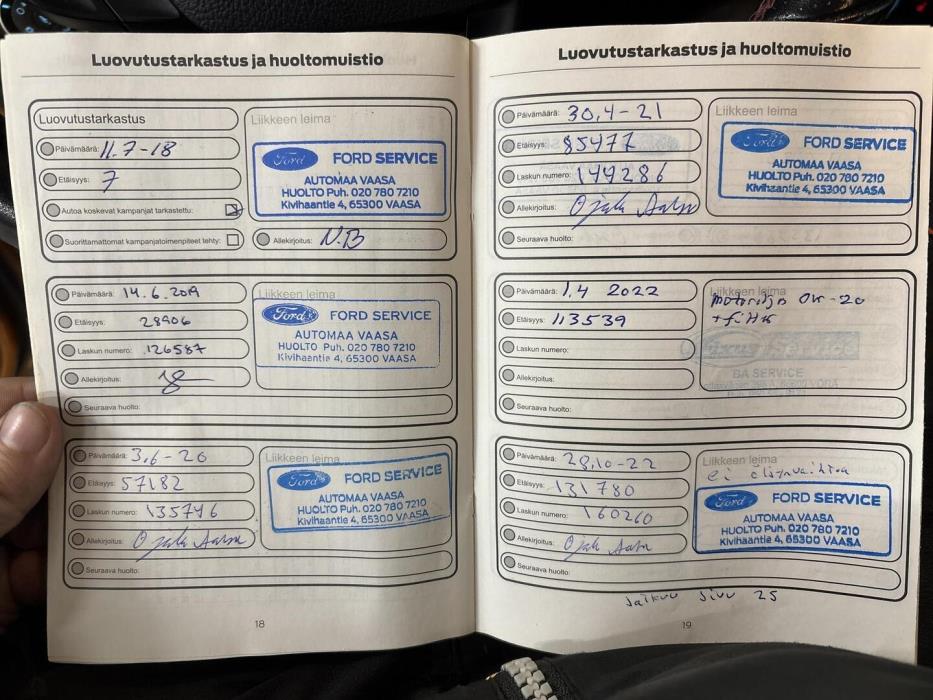 Luovutustarkastus ja huoltomuistio
Luovutustarkastus
Päivämäärä: 11.7-18
Etäisyys: 7
Autoa koskevat kampanjat tarkastettu:
Suorittamattomat kampanjatoimenpiteet tehty:
Liikkeen leima
Ford FORD SERVICE
AUTOMAA VAASA
HUOLTO Puh. 020 780 7210
Kivihaantie 4, 65300 VAASA
Allekirjoitus: N.B
Päivämäärä: 14.6.2019
Etäisyys: 28906
Laskun numero: 126587
Allekirjoitus:
Seuraava huolto:
Liikkeen leima
Ford FORD SERVICE
AUTOMAA VAASA
HUOLTO Puh. 020 780 7210
Kivihaantie 4, 65300 VAASA
Päivämäärä: 3.6-20
Etäisyys: 57182
Laskun numero: 135746
Allekirjoitus:
Seuraava huolto:
Liikkeen leima
Ford FORD SERVICE
AUTOMAA VAASA
HUOLTO Puh. 020 780 7210
Kivihaantie 4, 65300 VAASA
18
Luovutustarkastus ja huoltomuistio
Päivämäärä: 30.4-21
Etäisyys: 85477
Laskun numero: 144286
Allekirjoitus:
Seuraava huolto:
Liikkeen leima
Ford FORD SERVICE
AUTOMAA VAASA
HUOLTO Puh. 020 780 7210
Kivihaantie 4, 65300 VAASA
Päivämäärä: 1.4 2022
Etäisyys: 113539
Laskun numero:
Allekirjoitus:
Seuraava huolto:
Liikkeen leima
BA SERVICE
Päivämäärä: 28.10-22
Etäisyys: 131780
Laskun numero: 160260
Allekirjoitus:
Seuraava huolto:
Liikkeen leima
ei öljynvaihtoa
Ford FORD SERVICE
AUTOMAA VAASA
HUOLTO Puh. 020 780 7210
Kivihaantie 4, 65300 VAASA
Jatkuu sivu 25
19